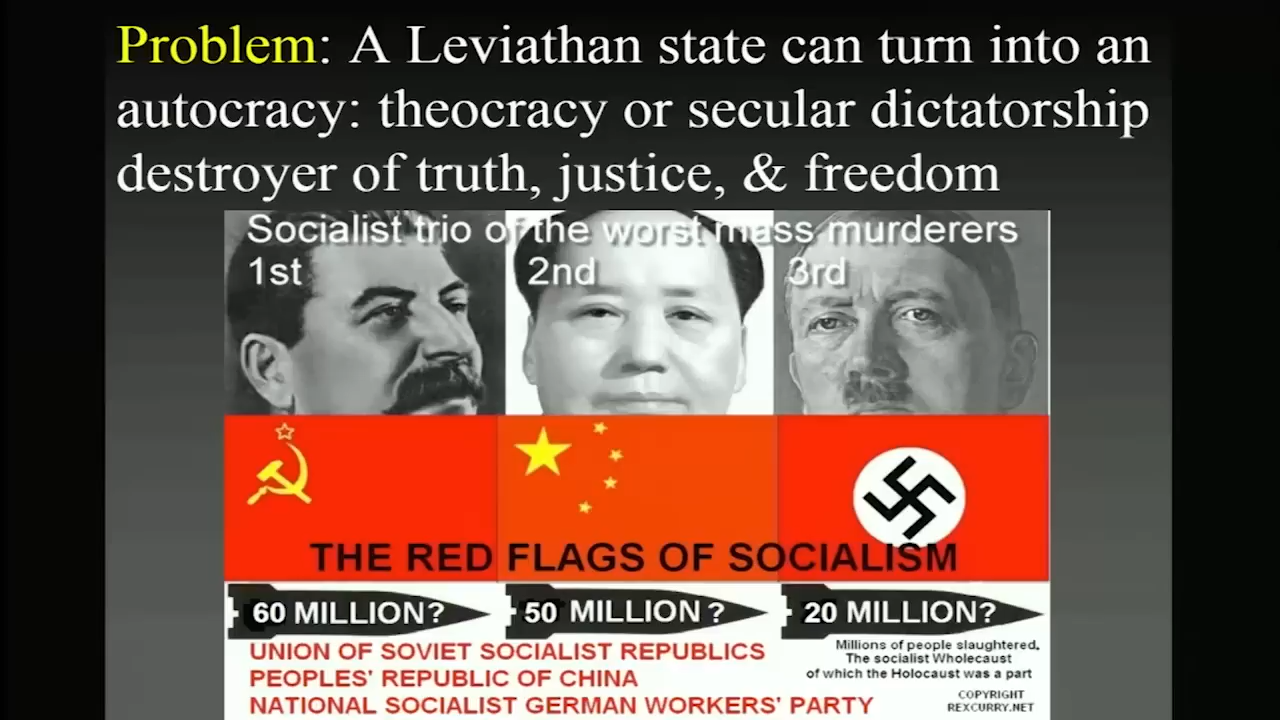 Problem: A Leviathan state can turn into an
autocracy: theocracy or secular dictatorship
destroyer of truth, justice, & freedom
Socialist trio of the worst mass murderers
1st 2nd 3rd
THE RED FLAGS OF SOCIALISM
60 MILLION? 50 MILLION? 20 MILLION?
UNION OF SOVIET SOCIALIST REPUBLICS
PEOPLES' REPUBLIC OF CHINA
NATIONAL SOCIALIST GERMAN WORKERS' PARTY
Millions of people slaughtered,
The socialist Wholecaust
of which the Holocaust was a part
COPYRIGHT
REXCURRY.NET